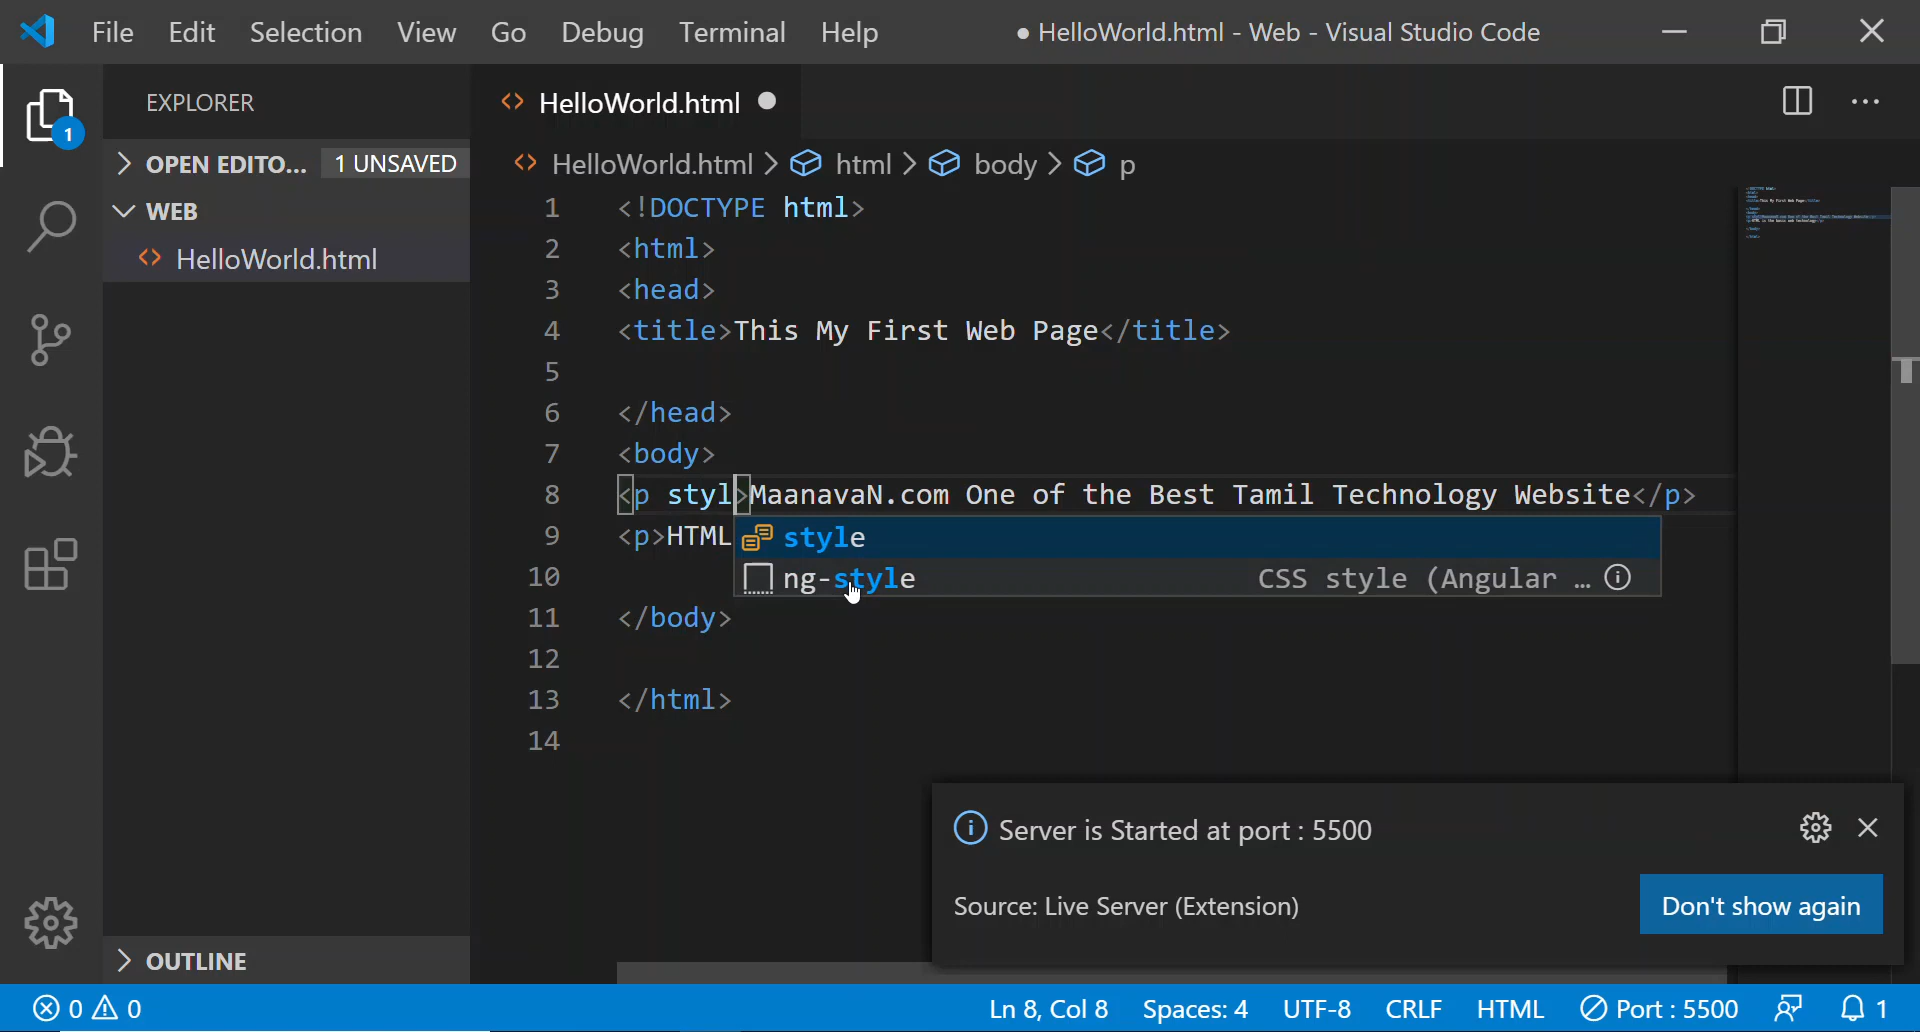 File Edit Selection View Go Debug Terminal Help ● HelloWorld.html - Web - Visual Studio Code
EXPLORER
OPEN EDITO... 1 UNSAVED
WEB
HelloWorld.html
OUTLINE
1
HelloWorld.html
HelloWorld.html > html > body > p
1 <!DOCTYPE html>
2 <html>
3 <head>
4 <title>This My First Web Page</title>
5
6 </head>
7 <body>
8 <p styl>MaanavaN.com One of the Best Tamil Technology Website</p>
9 <p>HTML
style
ng-style CSS style (Angular …
10
11 </body>
12
13 </html>
14
Server is Started at port : 5500
Source: Live Server (Extension)
Don't show again
0 0 Ln 8, Col 8 Spaces: 4 UTF-8 CRLF HTML Port : 5500 1